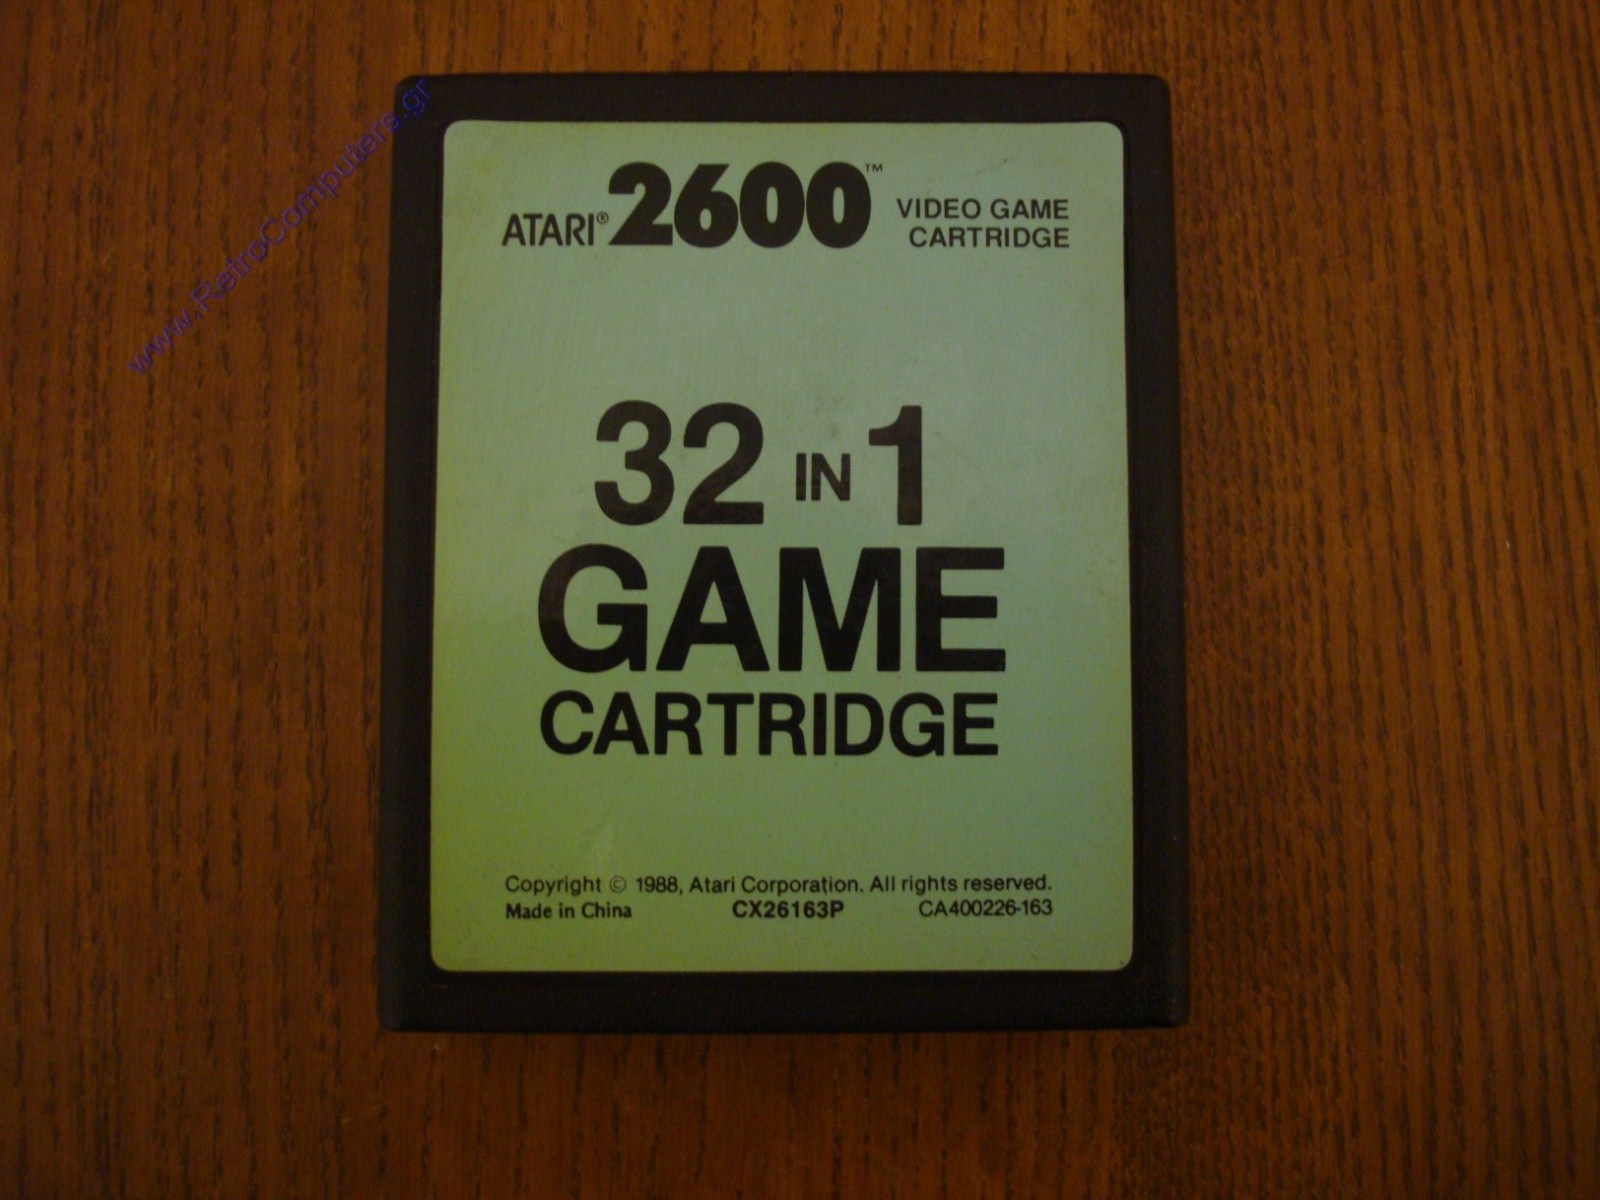 www.RetroComputers.gr
ATARI® 2600™ VIDEO GAME
CARTRIDGE
32 IN 1
GAME
CARTRIDGE
Copyright © 1988, Atari Corporation. All rights reserved.
Made in China CX26163P CA400226-163